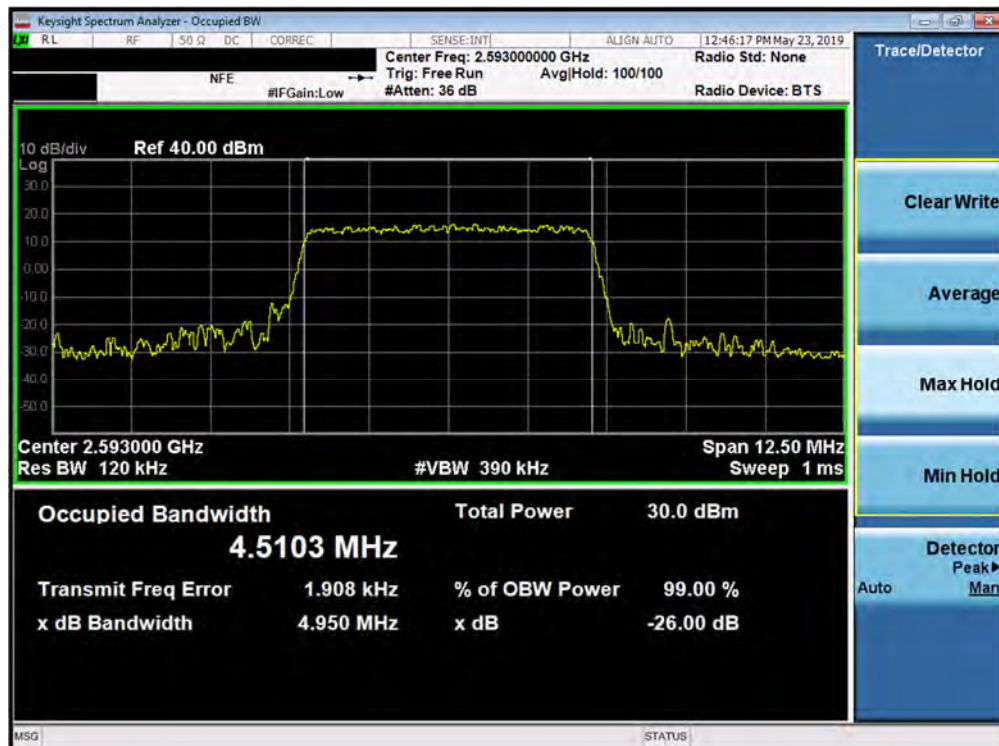 Keysight Spectrum Analyzer - Occupied BW
RL RF 50 Ω DC CORREC SENSE:INT ALIGN AUTO 12:46:17 PM May 23, 2019
Center Freq: 2.593000000 GHz Radio Std: None
NFE Trig: Free Run Avg|Hold: 100/100
#IFGain:Low #Atten: 36 dB Radio Device: BTS
Trace/Detector
10 dB/div Ref 40.00 dBm
Log
30.0
20.0
10.0
0.00
-10.0
-20.0
-30.0
-40.0
-50.0
Center 2.593000 GHz Span 12.50 MHz
Res BW 120 kHz #VBW 390 kHz Sweep 1 ms
Occupied Bandwidth Total Power 30.0 dBm
4.5103 MHz
Transmit Freq Error 1.908 kHz % of OBW Power 99.00 %
x dB Bandwidth 4.950 MHz x dB -26.00 dB
Clear Write
Average
Max Hold
Min Hold
Detector
Peak
Auto Man
MSG STATUS